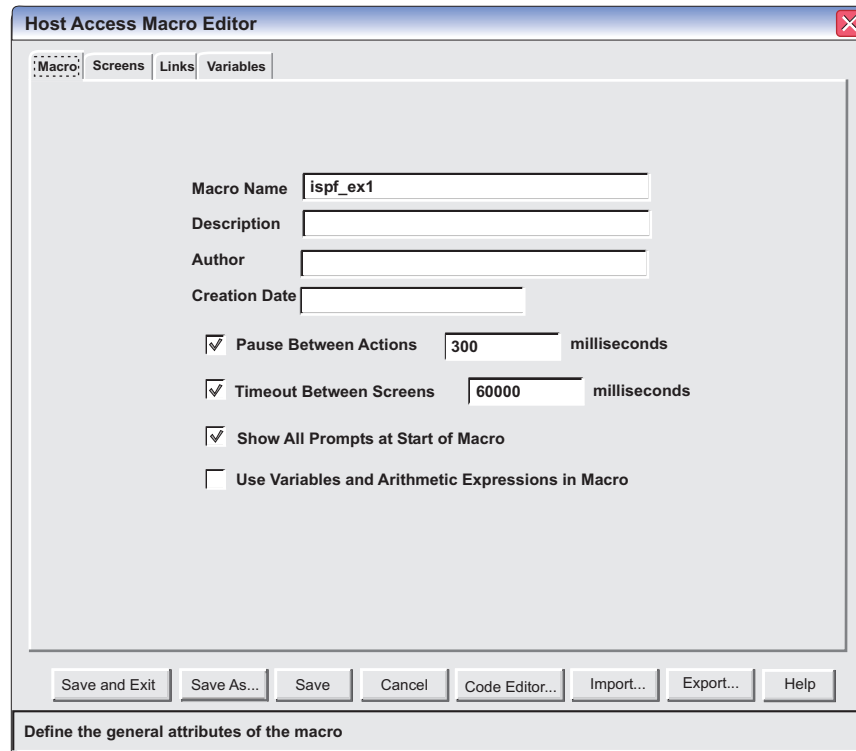 Host Access Macro Editor
Macro Screens Links Variables
Macro Name ispf_ex1
Description
Author
Creation Date
Pause Between Actions 300 milliseconds
Timeout Between Screens 60000 milliseconds
Show All Prompts at Start of Macro
Use Variables and Arithmetic Expressions in Macro
Save and Exit Save As... Save Cancel Code Editor... Import... Export... Help
Define the general attributes of the macro